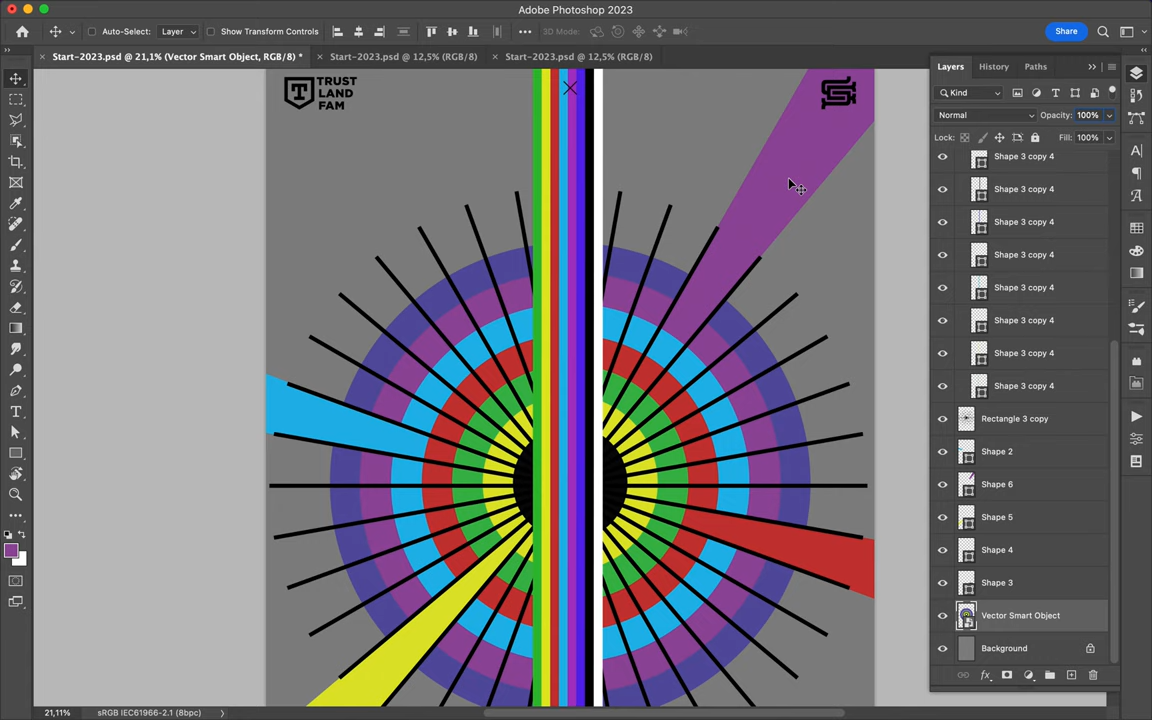 Adobe Photoshop 2023
Auto-Select: Layer Show Transform Controls ••• 3D Mode: Share
Start-2023.psd @ 21,1% (Vector Smart Object, RGB/8) * Start-2023.psd @ 12,5% (RGB/8) Start-2023.psd @ 12,5% (RGB/8)
Layers History Paths
Kind
Normal Opacity: 100%
Lock: Fill: 100%
TRUST
LAND
FAM
Shape 3 copy 4
Shape 3 copy 4
Shape 3 copy 4
Shape 3 copy 4
Shape 3 copy 4
Shape 3 copy 4
Shape 3 copy 4
Shape 3 copy 4
Rectangle 3 copy
Shape 2
Shape 6
Shape 5
Shape 4
Shape 3
Vector Smart Object
Background
21,11% sRGB IEC61966-2.1 (8bpc)